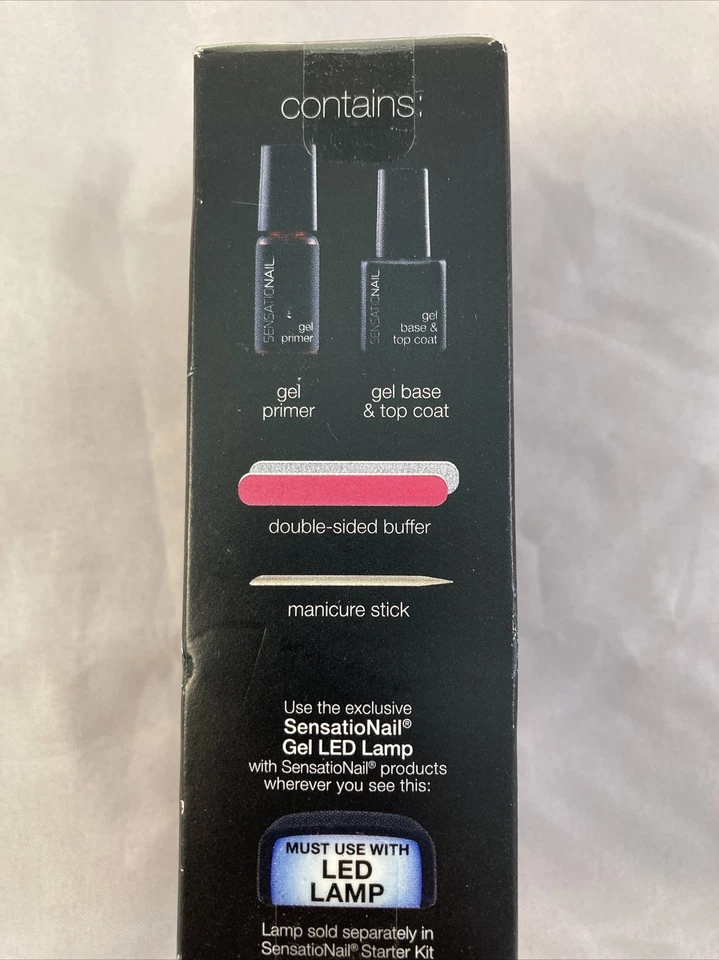 contains:
SENSATIONAIL
gel
primer
SENSATIONAIL
gel
base &
top coat
gel
primer
gel base
& top coat
double-sided buffer
manicure stick
Use the exclusive
SensatioNail®
Gel LED Lamp
with SensatioNail® products
wherever you see this:
MUST USE WITH
LED
LAMP
Lamp sold separately in
SensatioNail® Starter Kit